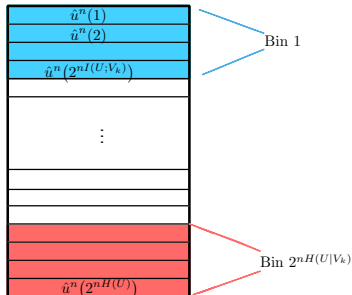 û^n(1)
û^n(2)
Bin 1
û^n(2^{nI(U;V_k)})
⋮
Bin 2^{nH(U|V_k)}
û^n(2^{nH(U)})